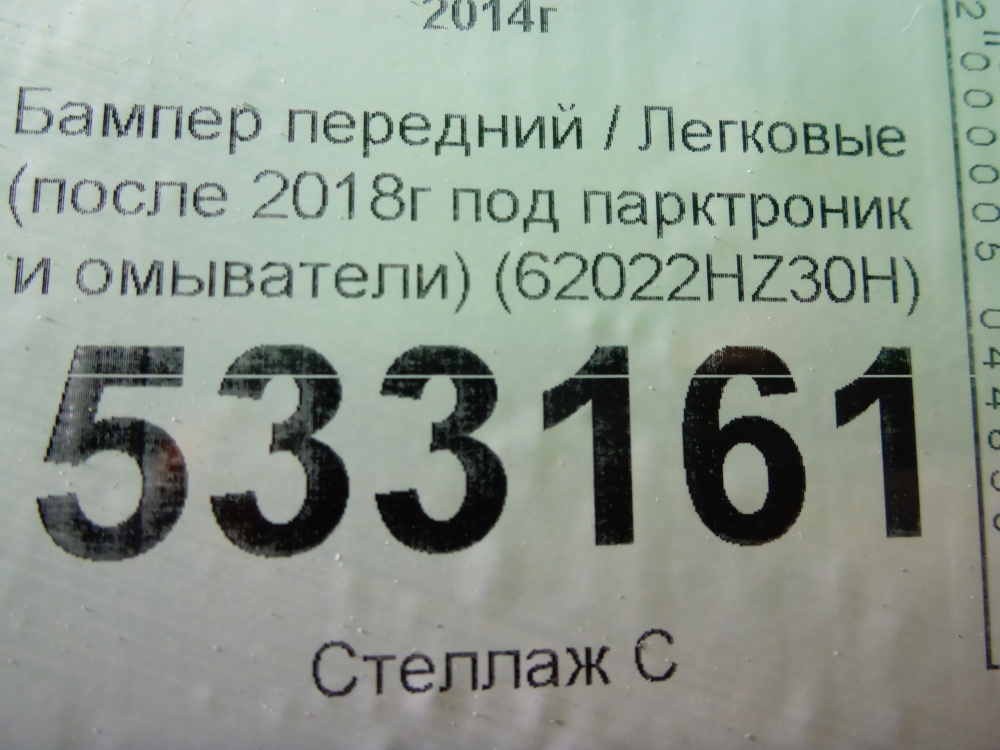 2014г
Бампер передний / Легковые
(после 2018г под парктроник
и омыватели) (62022HZ30H)
533161
Стеллаж С